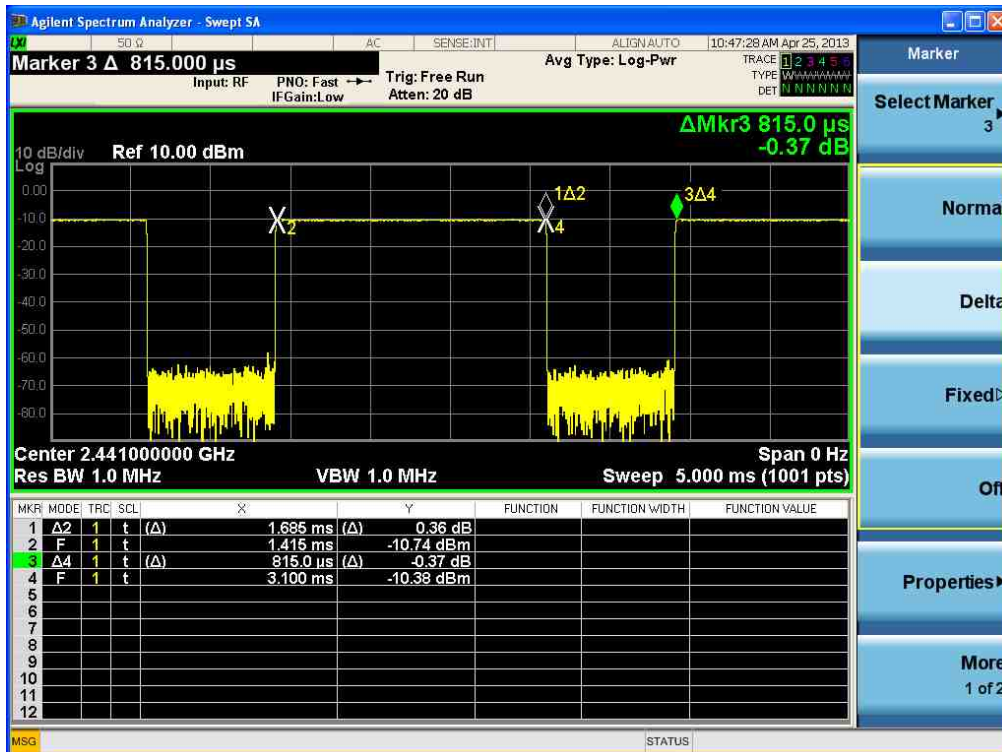 Agilent Spectrum Analyzer - Swept SA
LXI 50 Ω AC SENSE:INT ALIGN AUTO 10:47:28 AM Apr 25, 2013
Marker 3 Δ 815.000 µs
Input: RF
PNO: Fast
IFGain:Low
Trig: Free Run
Atten: 20 dB
Avg Type: Log-Pwr
TRACE 1 2 3 4 5 6
TYPE
DET N N N N N N
ΔMkr3 815.0 µs
-0.37 dB
10 dB/div Ref 10.00 dBm
Log
0.00
-10.0
-20.0
-30.0
-40.0
-50.0
-60.0
-70.0
-80.0
2
1Δ2
4
3Δ4
Center 2.441000000 GHz Span 0 Hz
Res BW 1.0 MHz VBW 1.0 MHz Sweep 5.000 ms (1001 pts)
MKR MODE TRC SCL X Y FUNCTION FUNCTION WIDTH FUNCTION VALUE
1 Δ2 1 t (Δ) 1.685 ms (Δ) 0.36 dB
2 F 1 t 1.415 ms -10.74 dBm
3 Δ4 1 t (Δ) 815.0 µs (Δ) -0.37 dB
4 F 1 t 3.100 ms -10.38 dBm
5
6
7
8
9
10
11
12
MSG STATUS
Marker
Select Marker
3
Norma
Delta
Fixed
Off
Properties
More
1 of 2